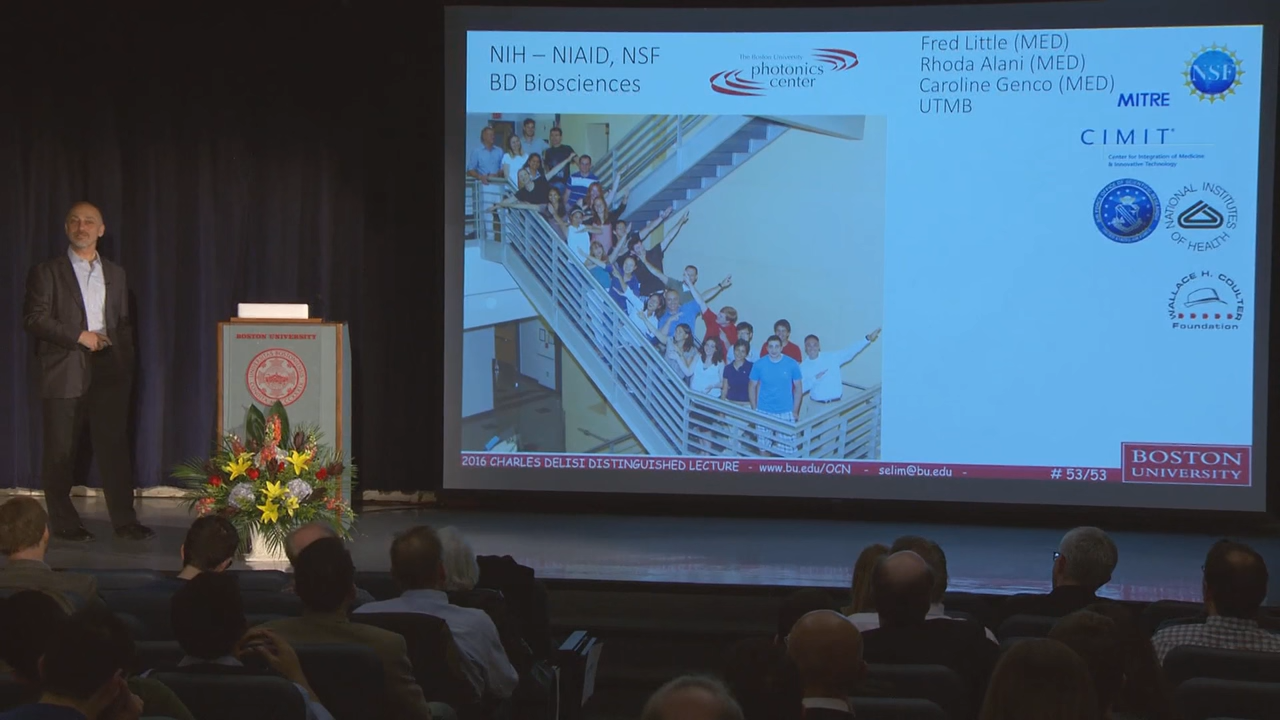 NIH – NIAID, NSF
BD Biosciences
The Boston University
photonics
center
Fred Little (MED)
Rhoda Alani (MED)
Caroline Genco (MED)
UTMB
NSF
MITRE
CIMIT
Center for Integration of Medicine
& Innovative Technology
NATIONAL INSTITUTES
OF HEALTH
WALLACE H. COULTER
Foundation
BOSTON UNIVERSITY
2016 CHARLES DELISI DISTINGUISHED LECTURE - www.bu.edu/OCN - selim@bu.edu -
# 53/53
BOSTON
UNIVERSITY